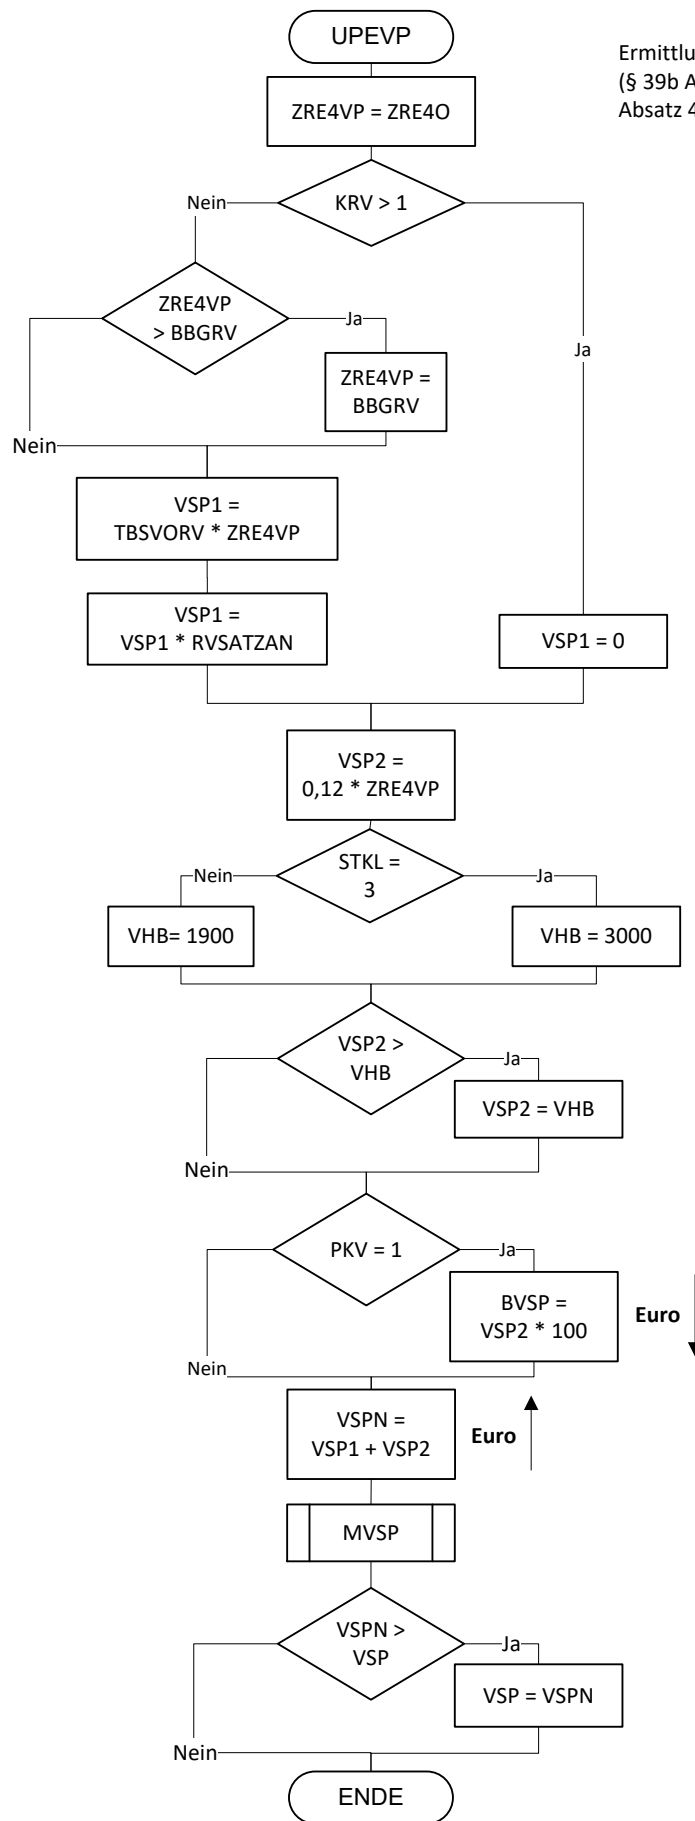 UPEVP
Ermittlu
(§ 39b A
Absatz 4
ZRE4VP = ZRE4O
KRV > 1
Nein
Ja
ZRE4VP
> BBGRV
Ja
ZRE4VP =
BBGRV
Nein
VSP1 =
TBSVORV * ZRE4VP
VSP1 =
VSP1 * RVSATZAN
VSP1 = 0
VSP2 =
0,12 * ZRE4VP
STKL =
3
Nein
Ja
VHB= 1900
VHB = 3000
VSP2 >
VHB
Ja
VSP2 = VHB
Nein
PKV = 1
Ja
BVSP =
VSP2 * 100
Euro
Nein
VSPN =
VSP1 + VSP2
Euro
MVSP
VSPN >
VSP
Ja
VSP = VSPN
Nein
ENDE